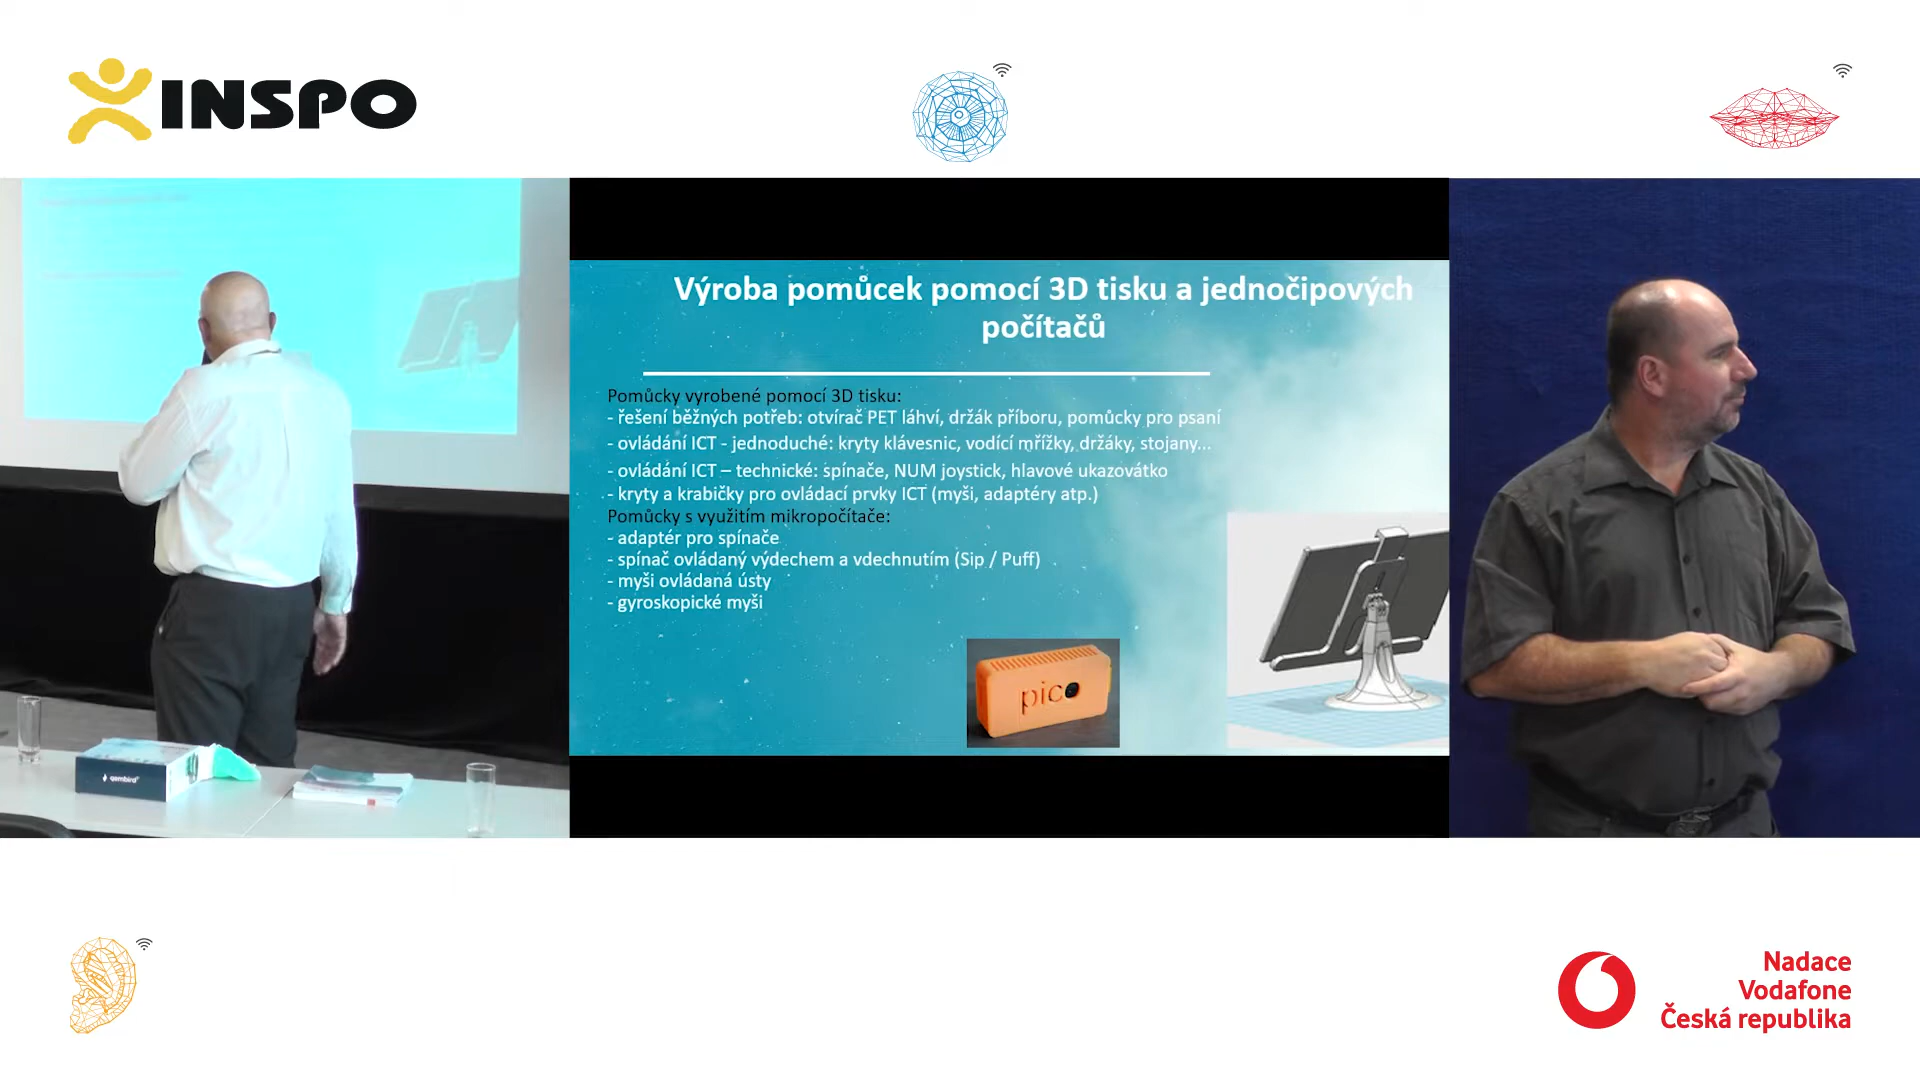 INSPO
Výroba pomůcek pomocí 3D tisku a jednočipových
počítačů
Pomůcky vyrobené pomocí 3D tisku:
- řešení běžných potřeb: otvírač PET láhví, držák příboru, pomůcky pro psaní
- ovládání ICT - jednoduché: kryty klávesnic, vodící mřížky, držáky, stojany...
- ovládání ICT – technické: spínače, NUM joystick, hlavové ukazovátko
- kryty a krabičky pro ovládací prvky ICT (myši, adaptéry atp.)
Pomůcky s využitím mikropočítače:
- adaptér pro spínače
- spínač ovládaný výdechem a vdechnutím (Sip / Puff)
- myši ovládaná ústy
- gyroskopické myši
pico
gembird
Nadace
Vodafone
Česká republika